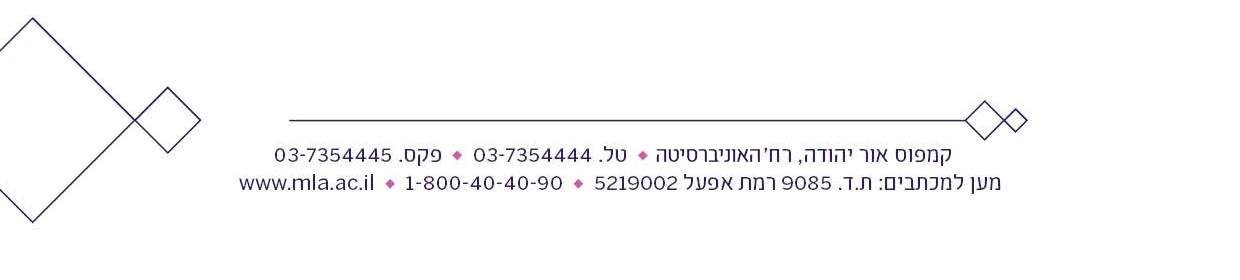 קמפוס אור יהודה, רח'האוניברסיטה ◆ טל. 03-7354444 ◆ פקס. 03-7354445
מען למכתבים: ת.ד. 9085 רמת אפעל 5219002 ◆ 1-800-40-40-90 ◆ www.mla.ac.il